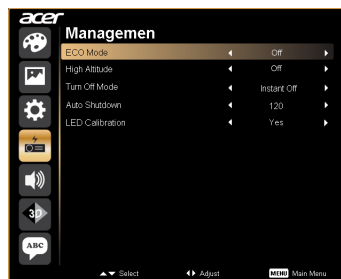 acer
Managemen
ECO Mode Off
High Altitude Off
Turn Off Mode Instant Off
Auto Shutdown 120
LED Calibration Yes
3D
ABC
Select Adjust MENU Main Menu